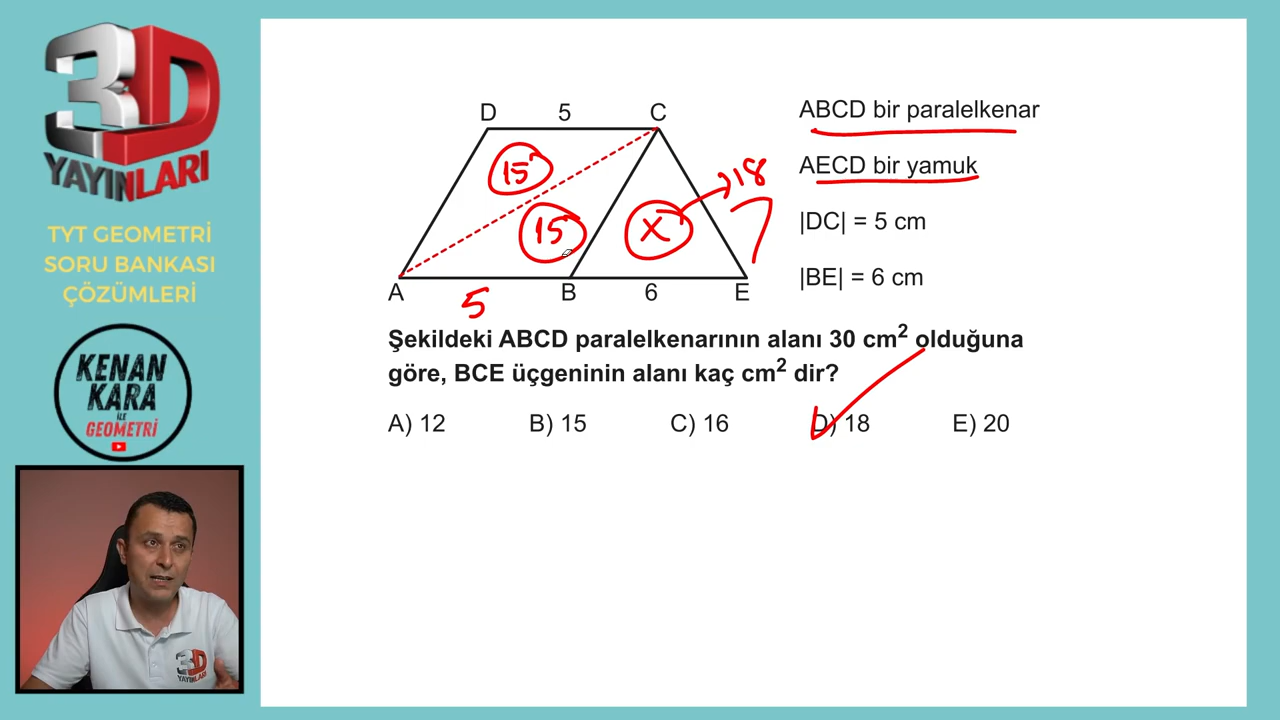 3D
YAYINLARI
TYT GEOMETRİ
SORU BANKASI
ÇÖZÜMLERİ
KENAN
KARA
İLE
GEOMETRİ
3D
YAYINLARI
D 5 C
15
15
X
18
A B 6 E
5
ABCD bir paralelkenar
AECD bir yamuk
|DC| = 5 cm
|BE| = 6 cm
Şekildeki ABCD paralelkenarının alanı 30 cm² olduğuna
göre, BCE üçgeninin alanı kaç cm² dir?
A) 12 B) 15 C) 16 D) 18 E) 20